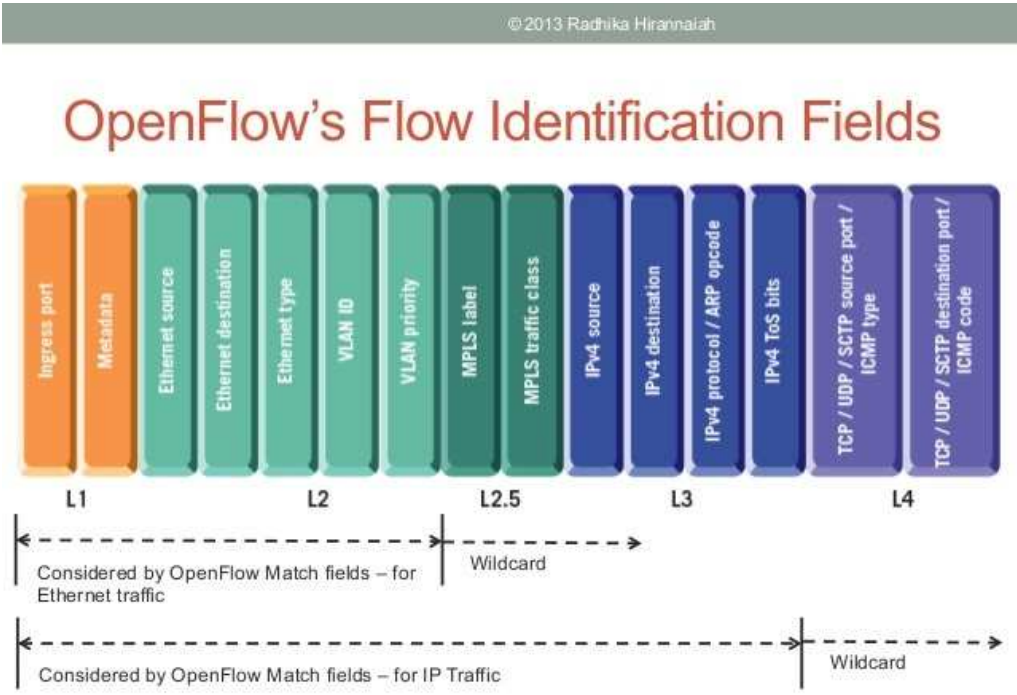 © 2013 Radhika Hirannaiah
OpenFlow's Flow Identification Fields
Ingress port
Metadata
Ethernet source
Ethernet destination
Ethernet type
VLAN ID
VLAN priority
MPLS label
MPLS traffic class
IPv4 source
IPv4 destination
IPv4 protocol / ARP opcode
IPv4 ToS bits
TCP / UDP / SCTP source port /
ICMP type
TCP / UDP / SCTP destination port /
ICMP code
L1
L2
L2.5
L3
L4
Considered by OpenFlow Match fields – for
Ethernet traffic
Wildcard
Considered by OpenFlow Match fields – for IP Traffic
Wildcard